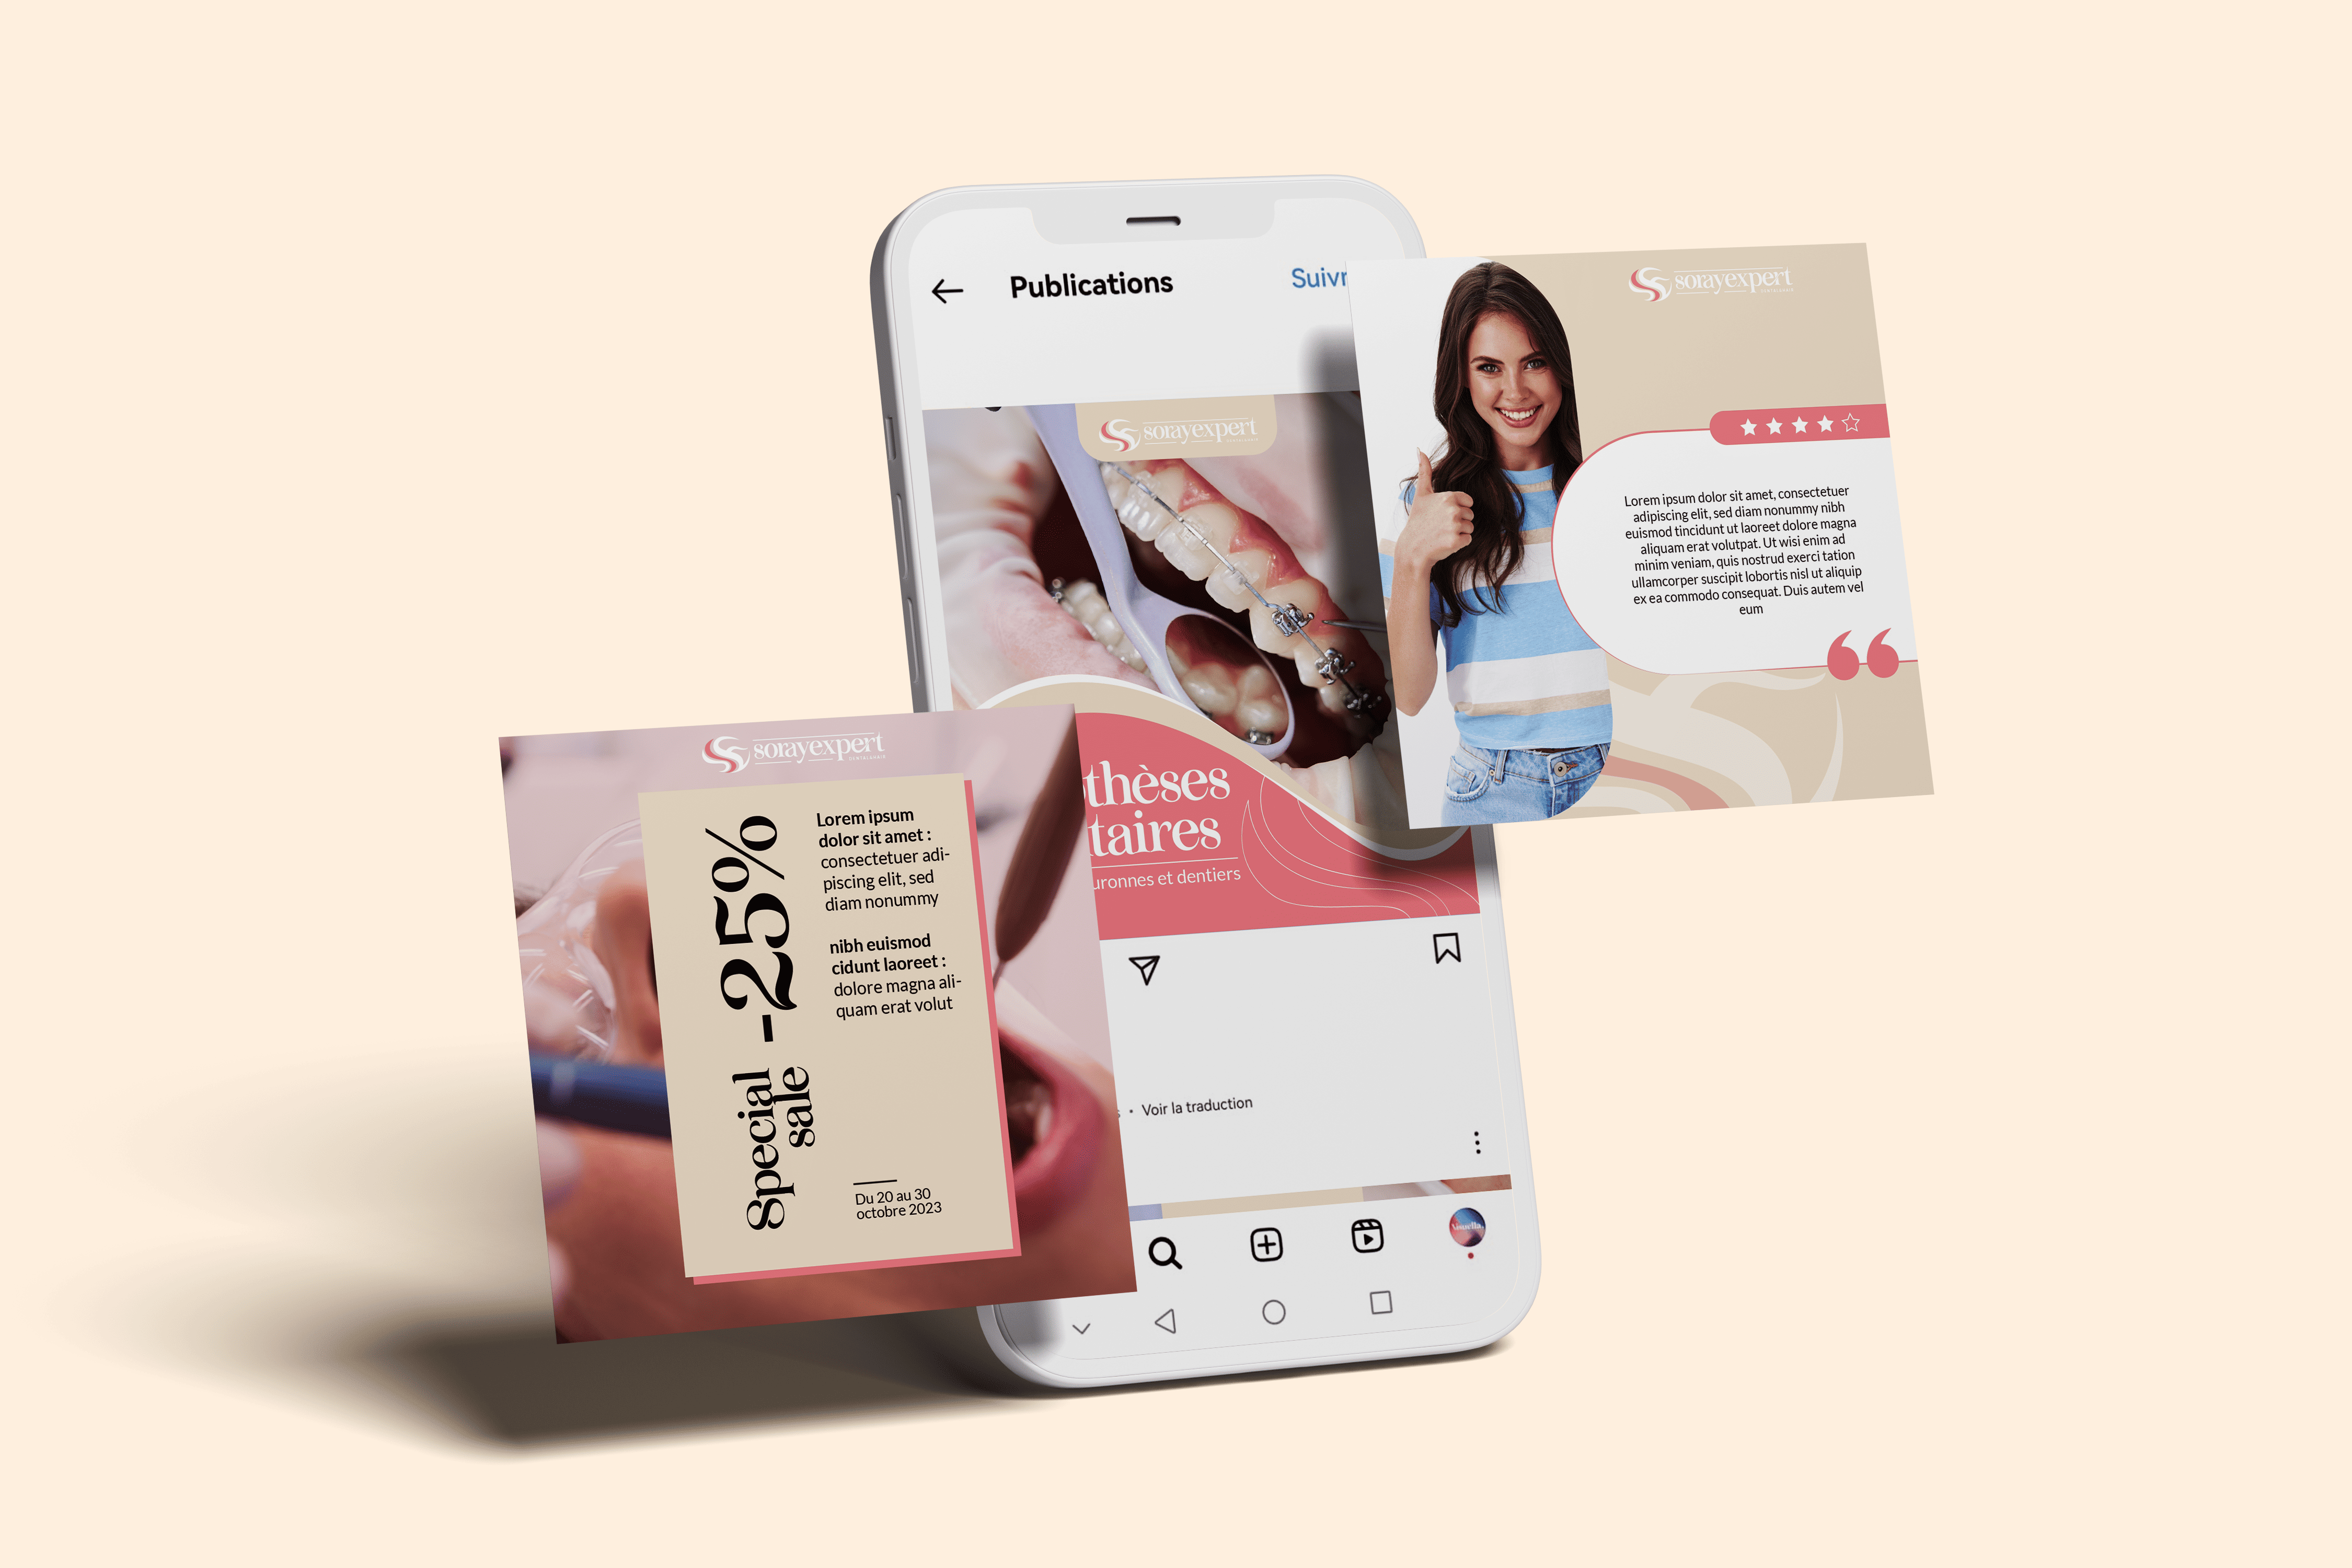 Publications
Suivr
sorayexpert
thèses
taires
uronnes et dentiers
Voir la traduction
sorayexpert
Lorem ipsum dolor sit amet, consectetuer
adipiscing elit, sed diam nonummy nibh
euismod tincidunt ut laoreet dolore magna
aliquam erat volutpat. Ut wisi enim ad
minim veniam, quis nostrud exerci tation
ullamcorper suscipit lobortis nisl ut aliquip
ex ea commodo consequat. Duis autem vel
eum
sorayexpert
Special
sale
-25%
Lorem ipsum
dolor sit amet :
consectetuer adi-
piscing elit, sed
diam nonummy
nibh euismod
cidunt laoreet :
dolore magna ali-
quam erat volut
Du 20 au 30
octobre 2023